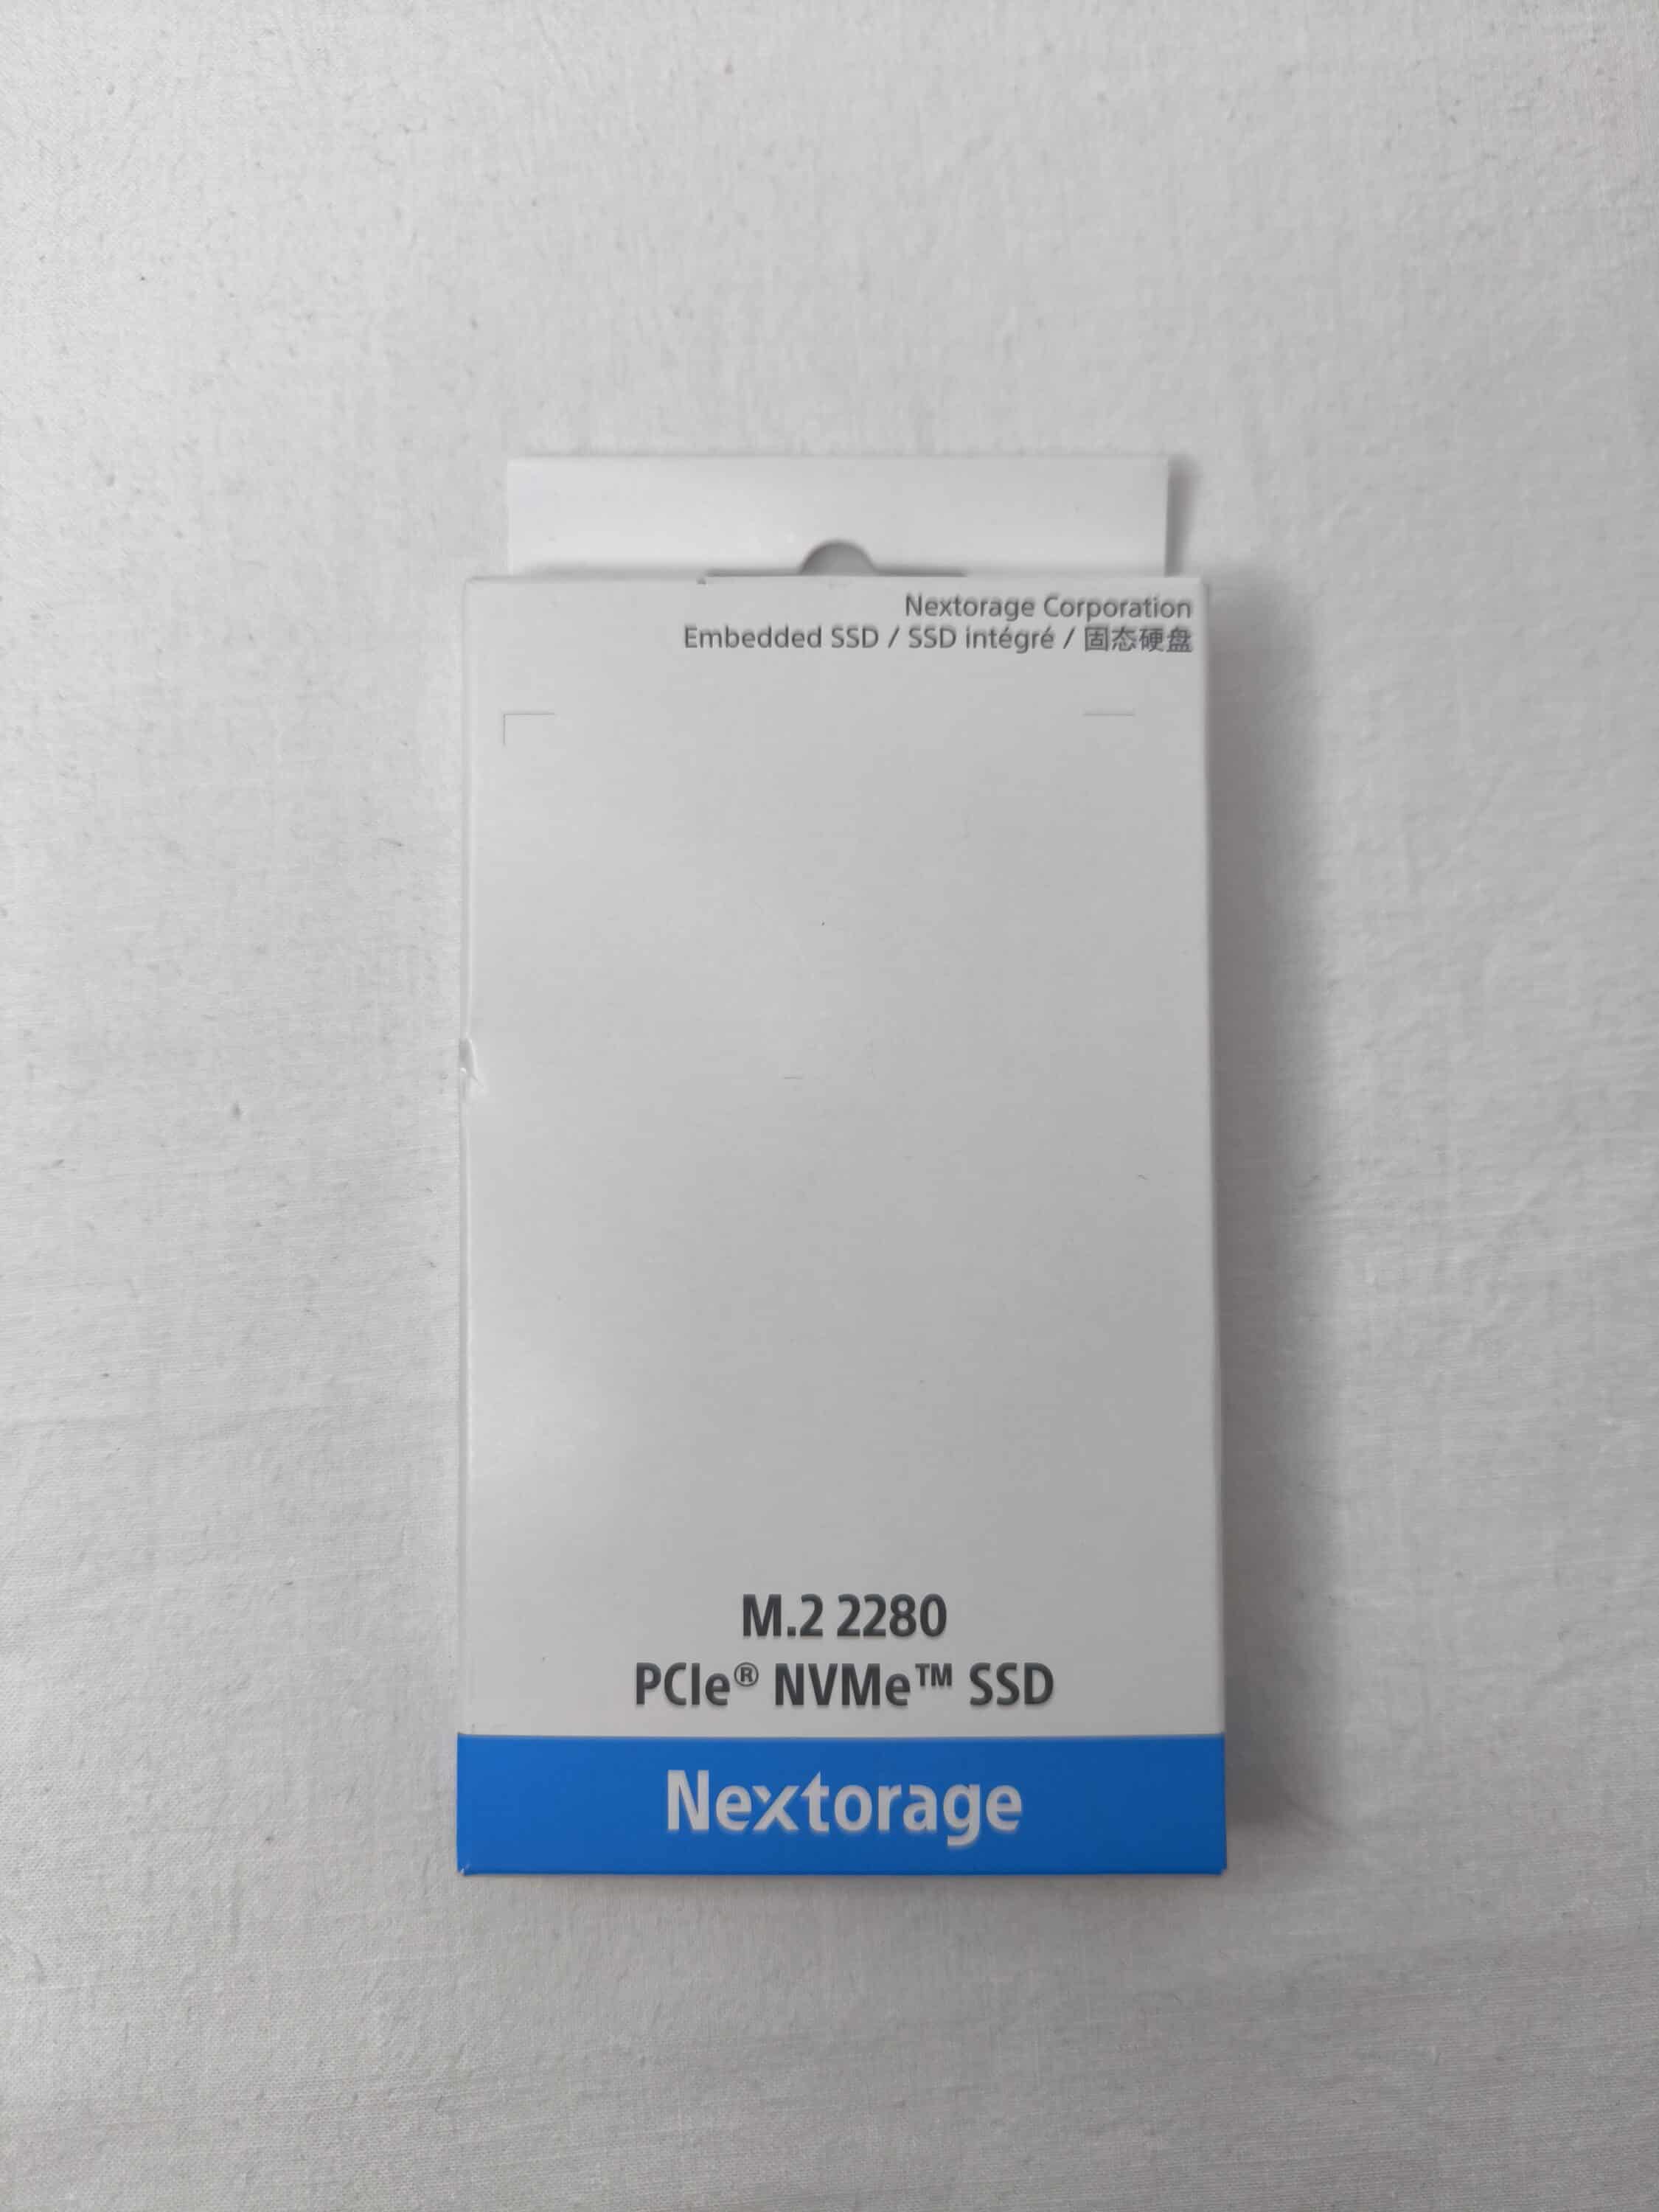 Nextorage Corporation
Embedded SSD / SSD intégré / 固态硬盘
M.2 2280
PCIe® NVMe™ SSD
Nextorage